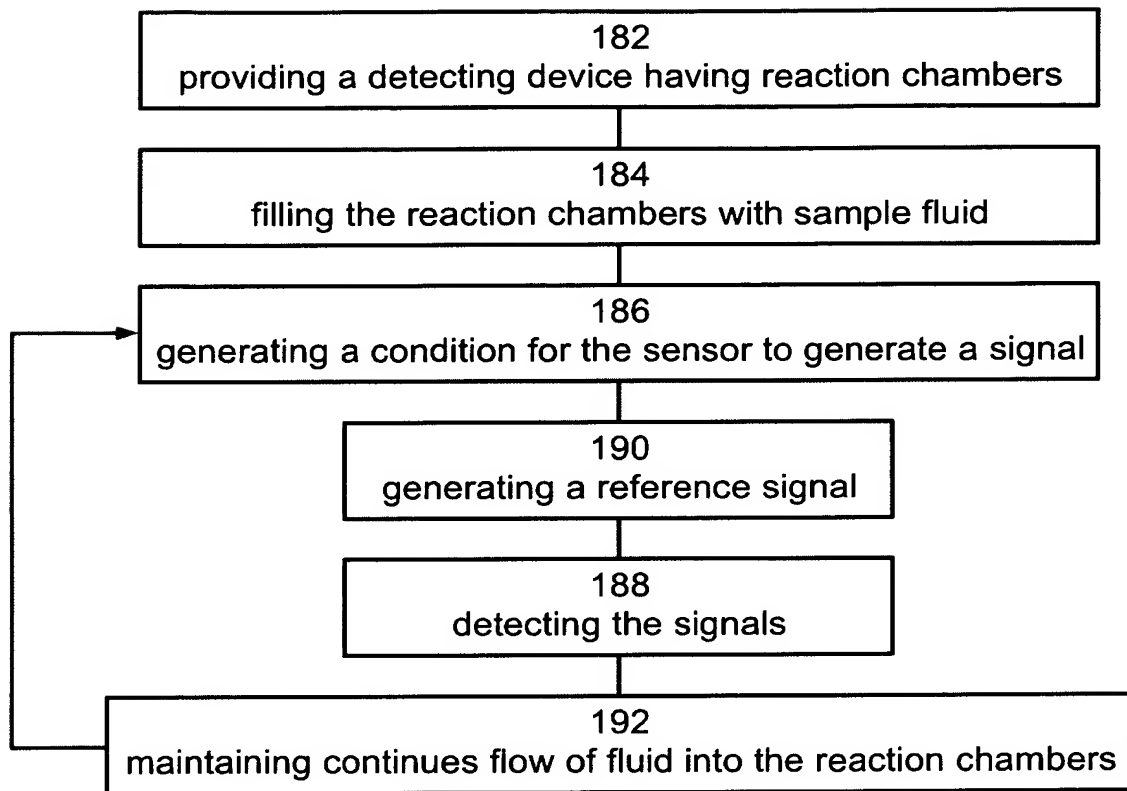 182
providing a detecting device having reaction chambers
184
filling the reaction chambers with sample fluid
186
generating a condition for the sensor to generate a signal
190
generating a reference signal
188
detecting the signals
192
maintaining continues flow of fluid into the reaction chambers